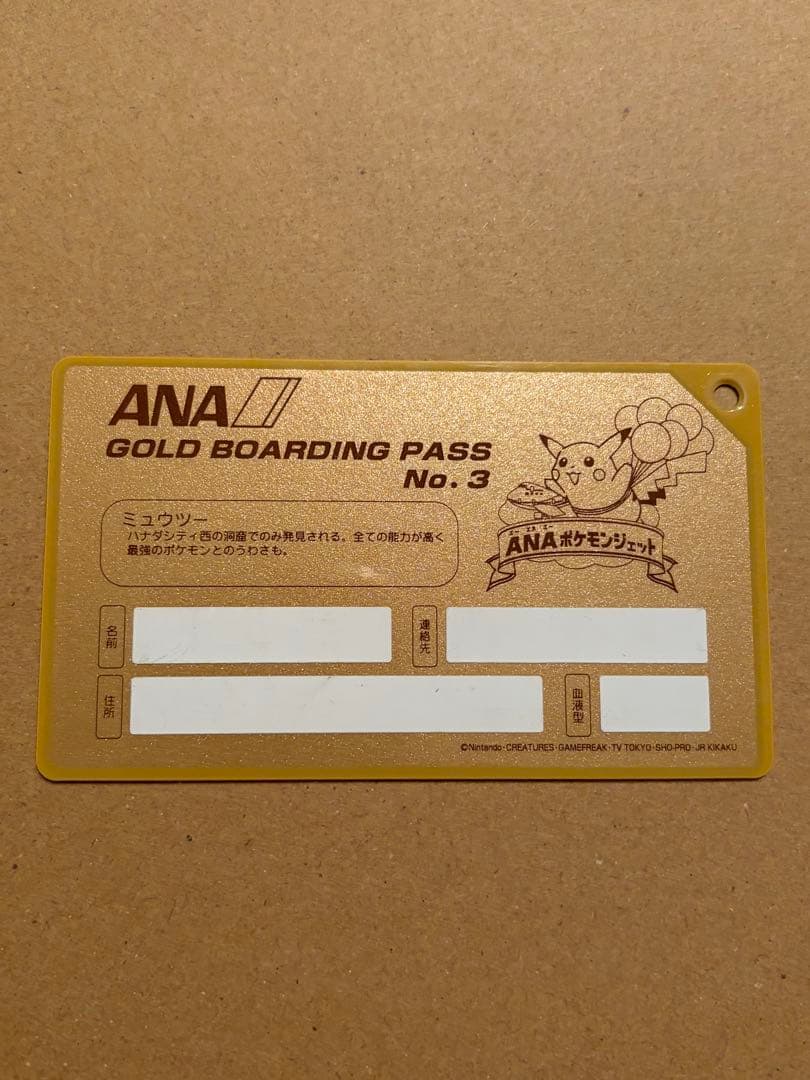 ANA
GOLD BOARDING PASS
No. 3
ミュウツー
ハナダシティ西の洞窟でのみ発見される。全ての能力が高く
最強のポケモンとのうわさも。
ANAポケモンジェット
名前
連絡先
住所
血液型
©Nintendo・CREATURES・GAMEFREAK・TV TOKYO・SHO-PRO・JR KIKAKU